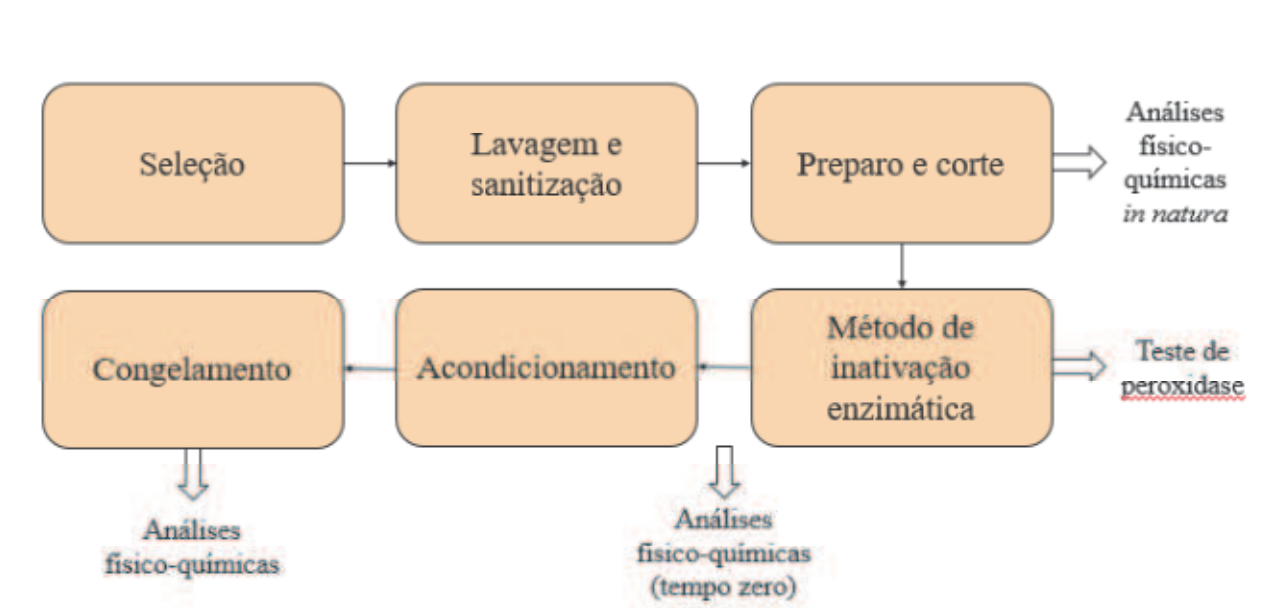 Seleção
Lavagem e
sanitização
Preparo e corte
Análises
físico-
químicas
in natura
Método de
inativação
enzimática
Teste de
peroxidase
Acondicionamento
Congelamento
Análises
físico-químicas
(tempo zero)
Análises
físico-químicas